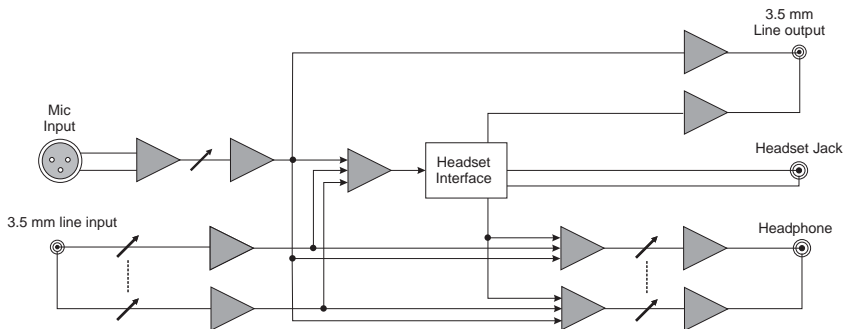 3.5 mm
Line output
Mic
Input
Headset
Interface
Headset Jack
3.5 mm line input
Headphone